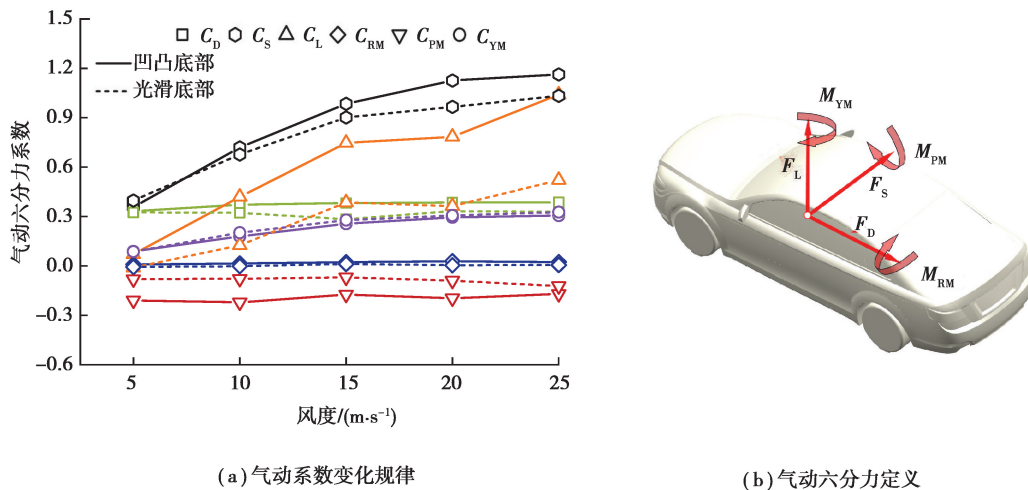 1.5
1.2
0.9
0.6
0.3
0.0
–0.3
–0.6
气动六分力系数
C_D C_S C_L C_RM C_PM C_YM
凹凸底部
光滑底部
5 10 15 20 25
风度/(m·s⁻¹)
(a)气动系数变化规律
M_YM
M_PM
F_L
F_S
F_D
M_RM
(b)气动六分力定义